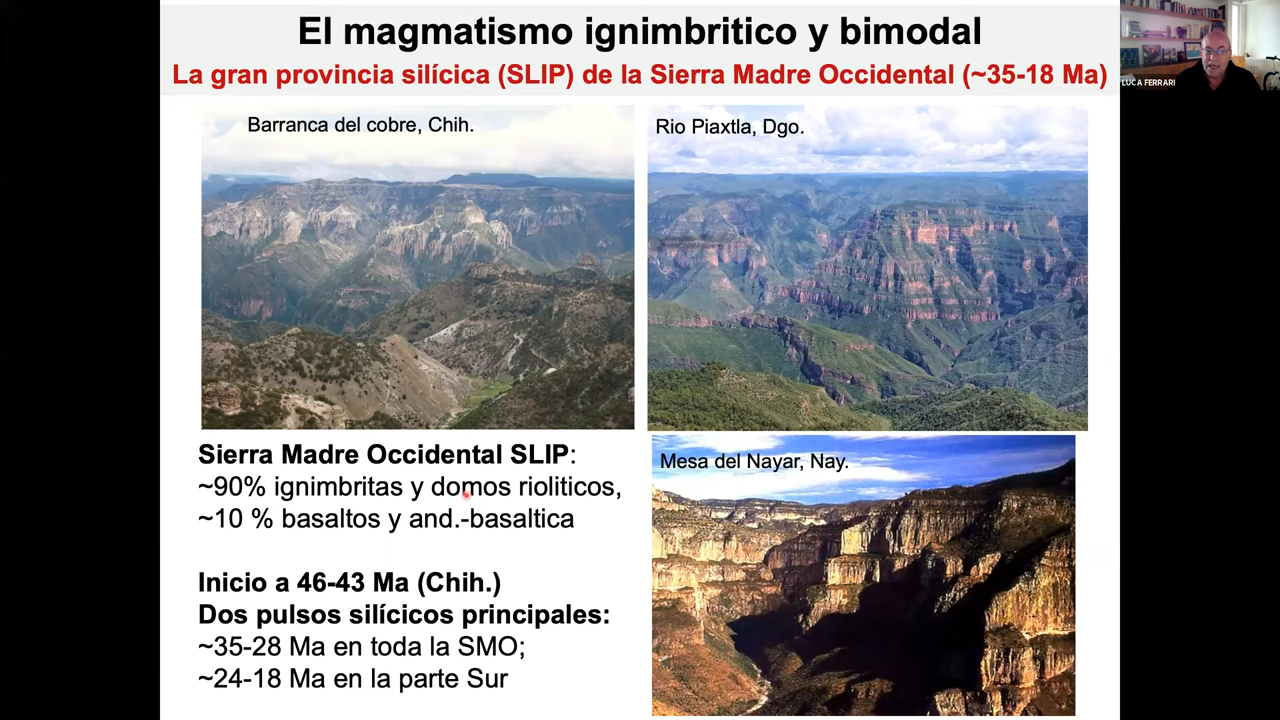 El magmatismo ignimbritico y bimodal
La gran provincia silícica (SLIP) de la Sierra Madre Occidental (~35-18 Ma)
LUCA FERRARI
Barranca del cobre, Chih.
Rio Piaxtla, Dgo.
Sierra Madre Occidental SLIP:
~90% ignimbritas y domos rioliticos,
~10 % basaltos y and.-basaltica
Inicio a 46-43 Ma (Chih.)
Dos pulsos silícicos principales:
~35-28 Ma en toda la SMO;
~24-18 Ma en la parte Sur
Mesa del Nayar, Nay.